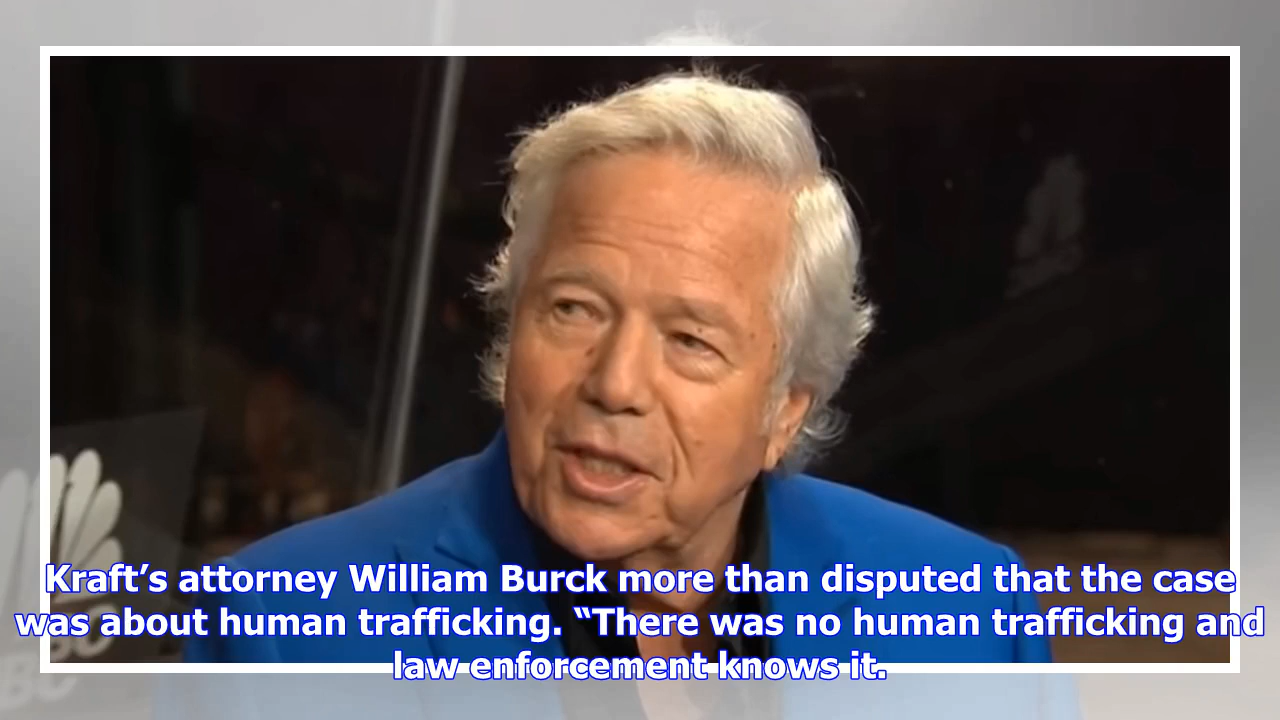 Kraft’s attorney William Burck more than disputed that the case
was about human trafficking. “There was no human trafficking and
law enforcement knows it.